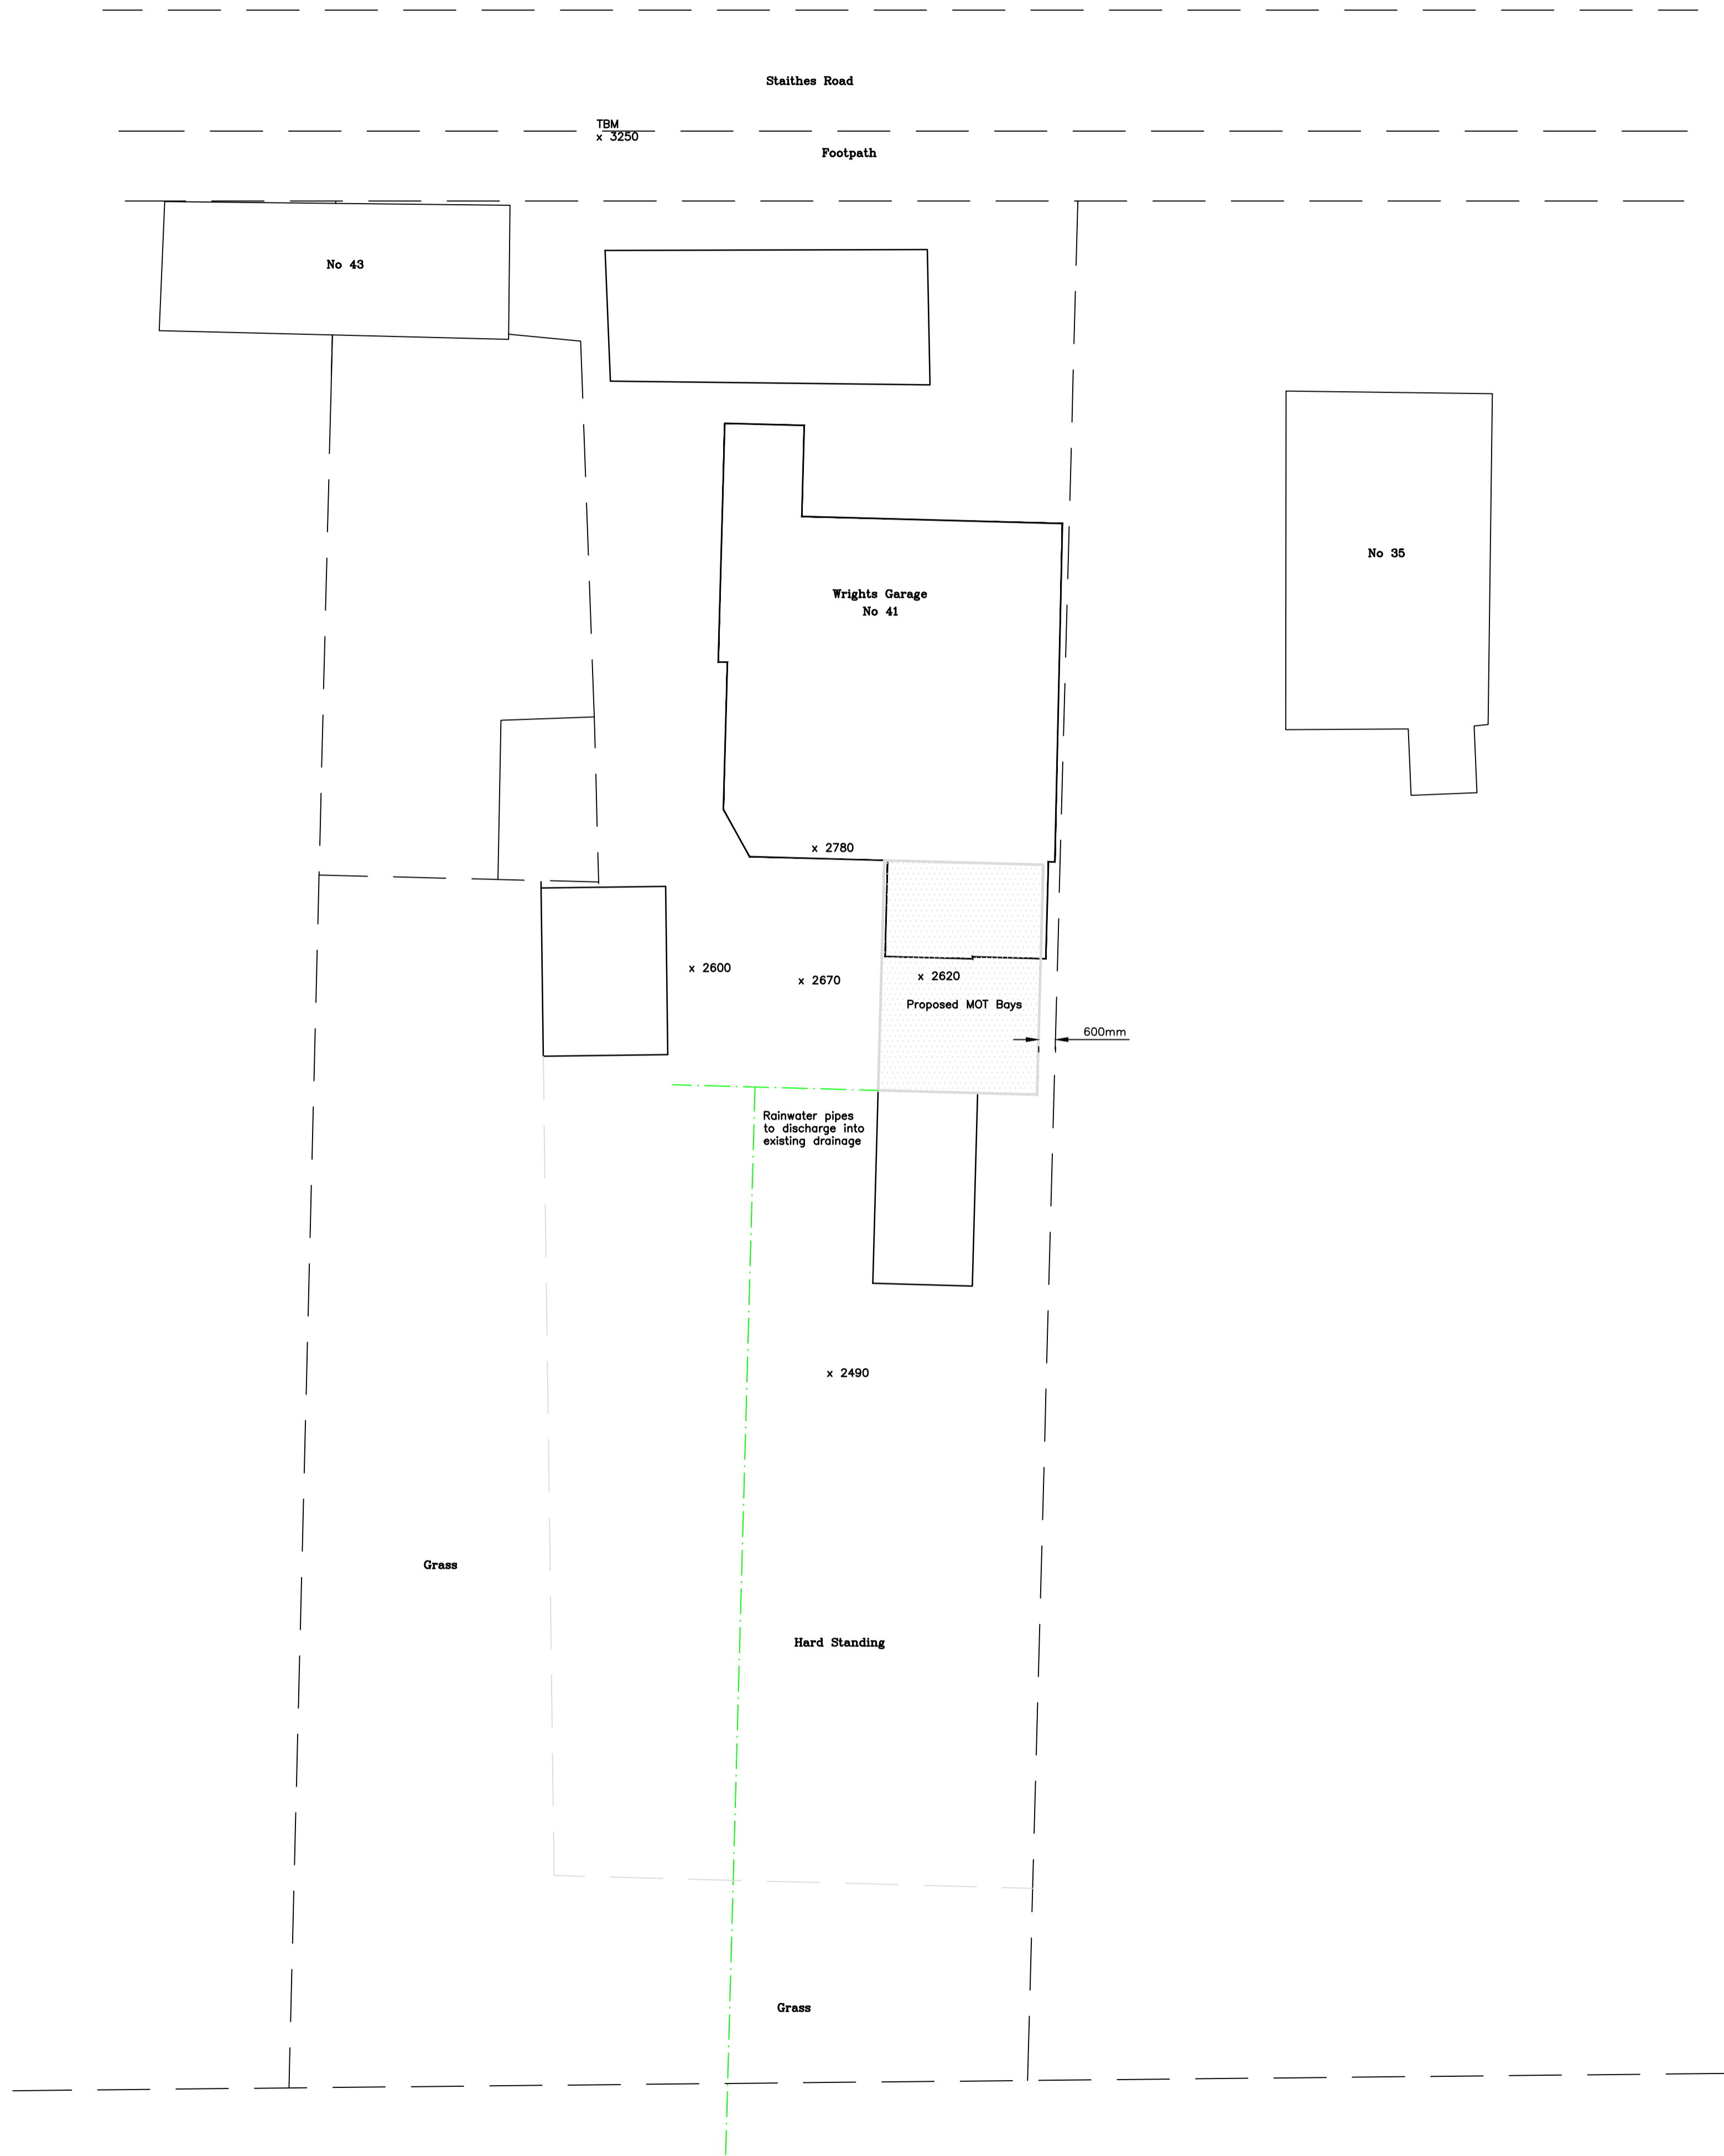 Staithes Road
TBM
x 3250
Footpath
No 43
No 35
Wrights Garage
No 41
x 2780
x 2600
x 2670
x 2620
Proposed MOT Bays
600mm
Rainwater pipes
to discharge into
existing drainage
x 2490
Grass
Hard Standing
Grass